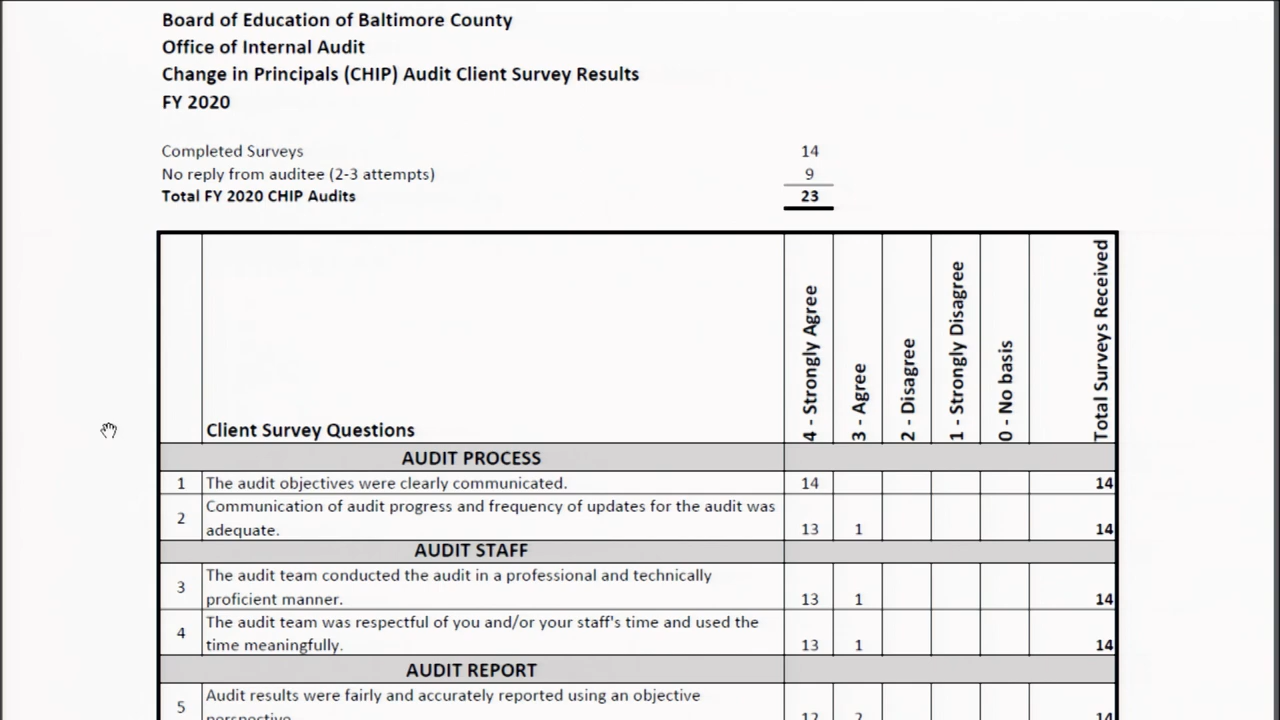 Board of Education of Baltimore County
Office of Internal Audit
Change in Principals (CHIP) Audit Client Survey Results
FY 2020
Completed Surveys 14
No reply from auditee (2-3 attempts) 9
Total FY 2020 CHIP Audits 23
Client Survey Questions 4 - Strongly Agree 3 - Agree 2 - Disagree 1 - Strongly Disagree 0 - No basis Total Surveys Received
AUDIT PROCESS
1 The audit objectives were clearly communicated. 14 14
2 Communication of audit progress and frequency of updates for the audit was
adequate. 13 1 14
AUDIT STAFF
3 The audit team conducted the audit in a professional and technically
proficient manner. 13 1 14
4 The audit team was respectful of you and/or your staff's time and used the
time meaningfully. 13 1 14
AUDIT REPORT
5 Audit results were fairly and accurately reported using an objective
perspective. 12 2 14